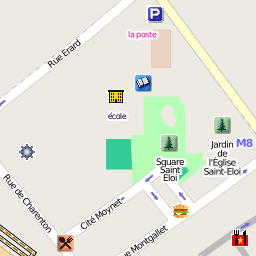 P
la poste
Rue Erard
école
M8
Jardin
de
l'Eglise
Saint-Eloi
Square
Saint
Eloi
Rue de Charenton
Cité Moynet
Rue Montgallet